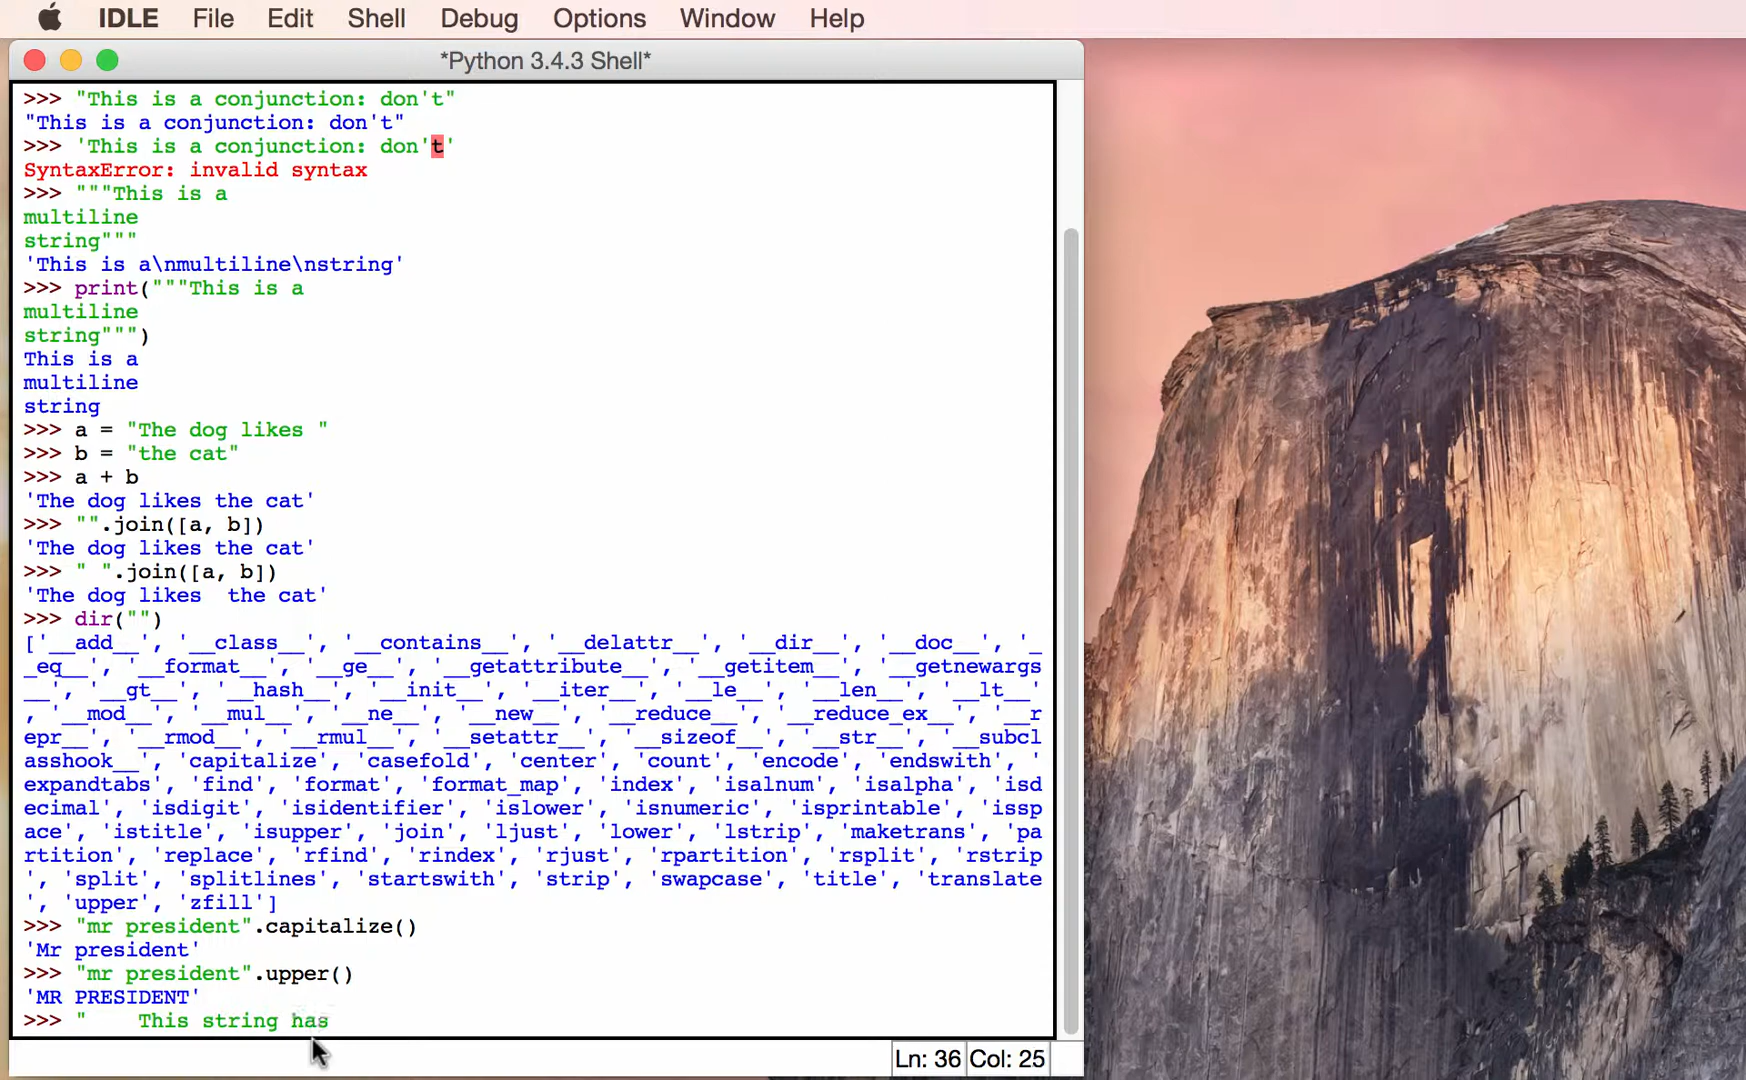 IDLE File Edit Shell Debug Options Window Help
*Python 3.4.3 Shell*
>>> "This is a conjunction: don't"
"This is a conjunction: don't"
>>> 'This is a conjunction: don't'
SyntaxError: invalid syntax
>>> """This is a
multiline
string"""
'This is a\nmultiline\nstring'
>>> print("""This is a
multiline
string""")
This is a
multiline
string
>>> a = "The dog likes "
>>> b = "the cat"
>>> a + b
'The dog likes the cat'
>>> "".join([a, b])
'The dog likes the cat'
>>> " ".join([a, b])
'The dog likes  the cat'
>>> dir("")
['__add__', '__class__', '__contains__', '__delattr__', '__dir__', '__doc__', '_
_eq__', '__format__', '__ge__', '__getattribute__', '__getitem__', '__getnewargs
__', '__gt__', '__hash__', '__init__', '__iter__', '__le__', '__len__', '__lt__'
, '__mod__', '__mul__', '__ne__', '__new__', '__reduce__', '__reduce_ex__', '__r
epr__', '__rmod__', '__rmul__', '__setattr__', '__sizeof__', '__str__', '__subcl
asshook__', 'capitalize', 'casefold', 'center', 'count', 'encode', 'endswith', '
expandtabs', 'find', 'format', 'format_map', 'index', 'isalnum', 'isalpha', 'isd
ecimal', 'isdigit', 'isidentifier', 'islower', 'isnumeric', 'isprintable', 'issp
ace', 'istitle', 'isupper', 'join', 'ljust', 'lower', 'lstrip', 'maketrans', 'pa
rtition', 'replace', 'rfind', 'rindex', 'rjust', 'rpartition', 'rsplit', 'rstrip
', 'split', 'splitlines', 'startswith', 'strip', 'swapcase', 'title', 'translate
', 'upper', 'zfill']
>>> "mr president".capitalize()
'Mr president'
>>> "mr president".upper()
'MR PRESIDENT'
>>> "    This string has
Ln: 36 Col: 25